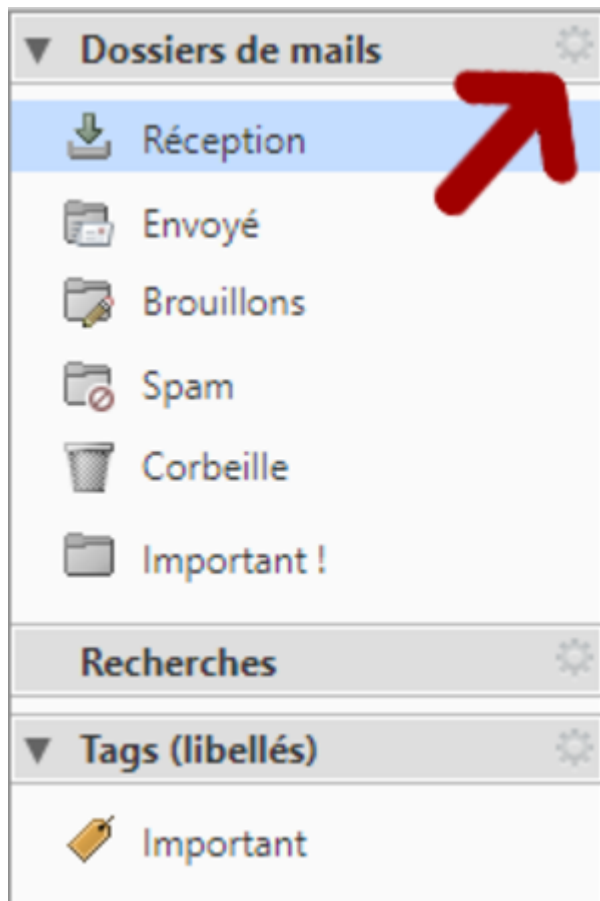 Dossiers de mails
Réception
Envoyé
Brouillons
Spam
Corbeille
Important !
Recherches
Tags (libellés)
Important